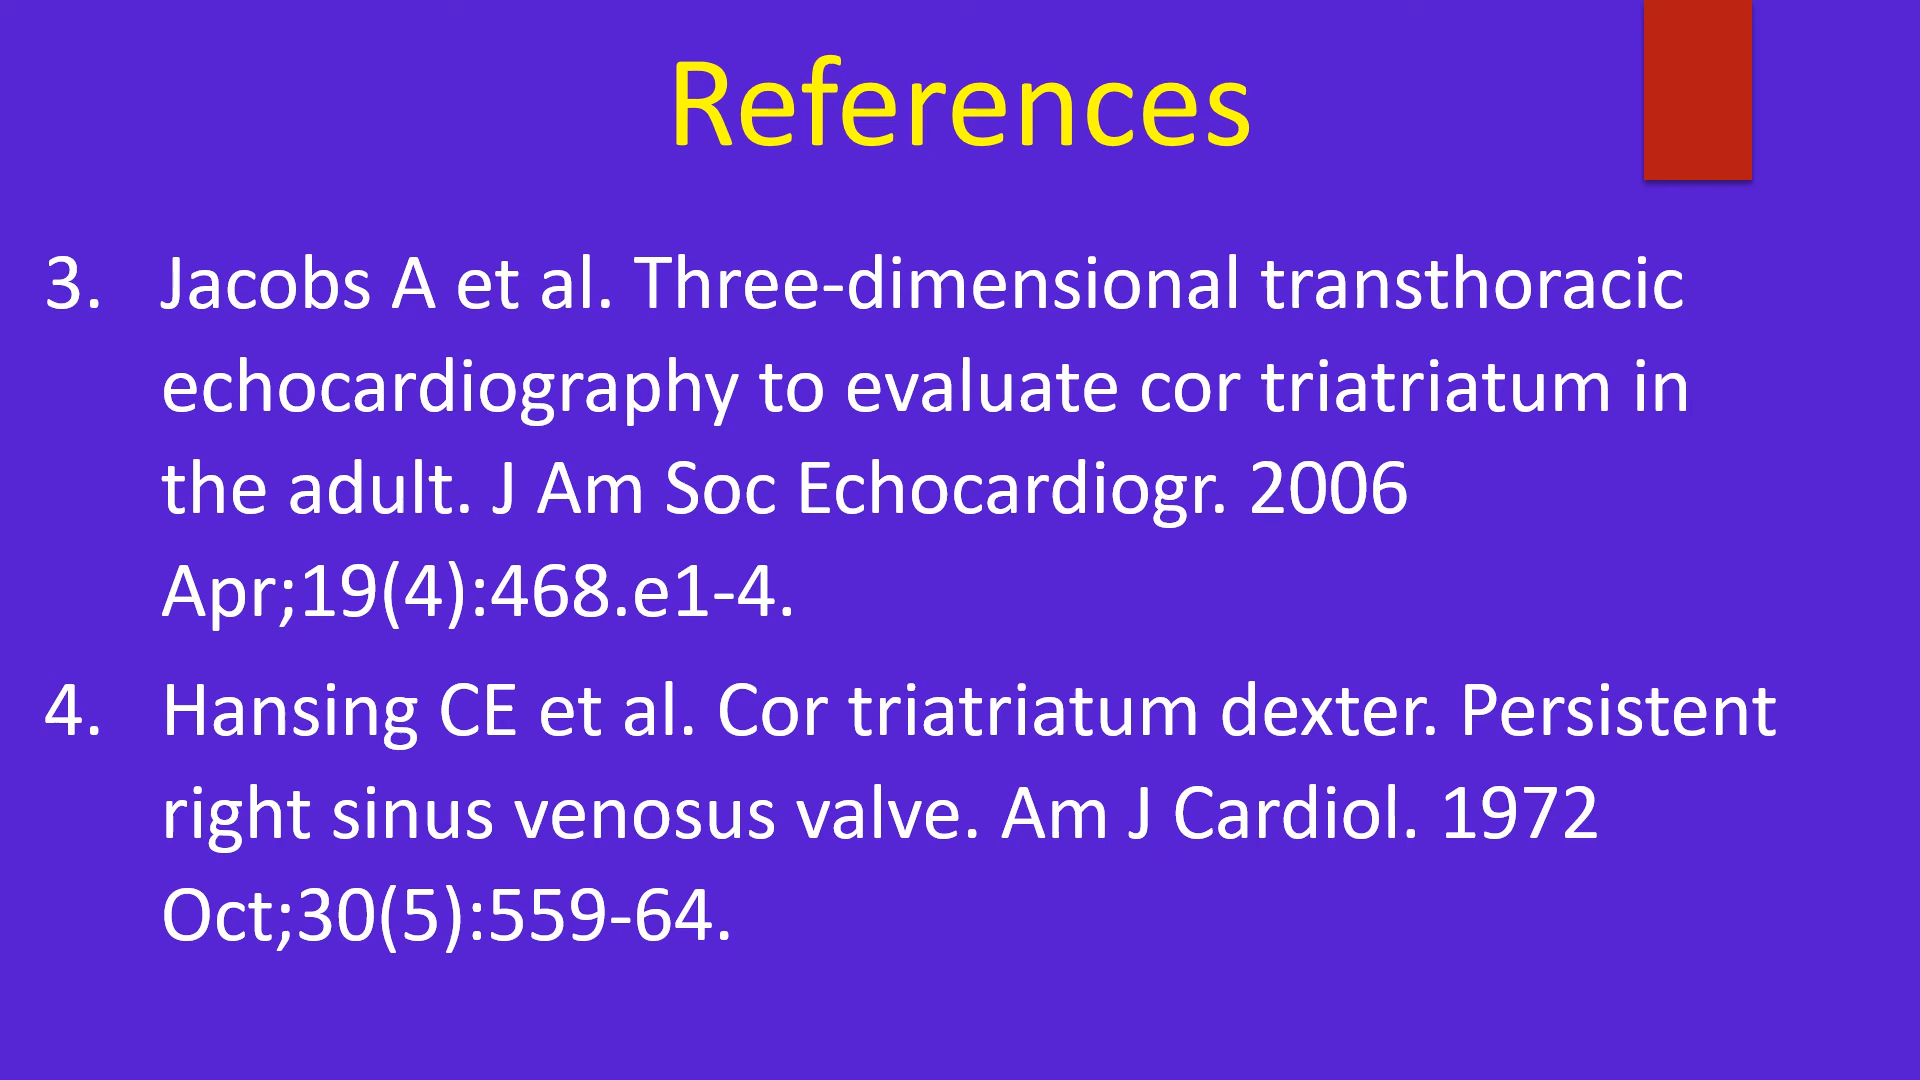 References
3. Jacobs A et al. Three-dimensional transthoracic
echocardiography to evaluate cor triatriatum in
the adult. J Am Soc Echocardiogr. 2006
Apr;19(4):468.e1-4.
4. Hansing CE et al. Cor triatriatum dexter. Persistent
right sinus venosus valve. Am J Cardiol. 1972
Oct;30(5):559-64.